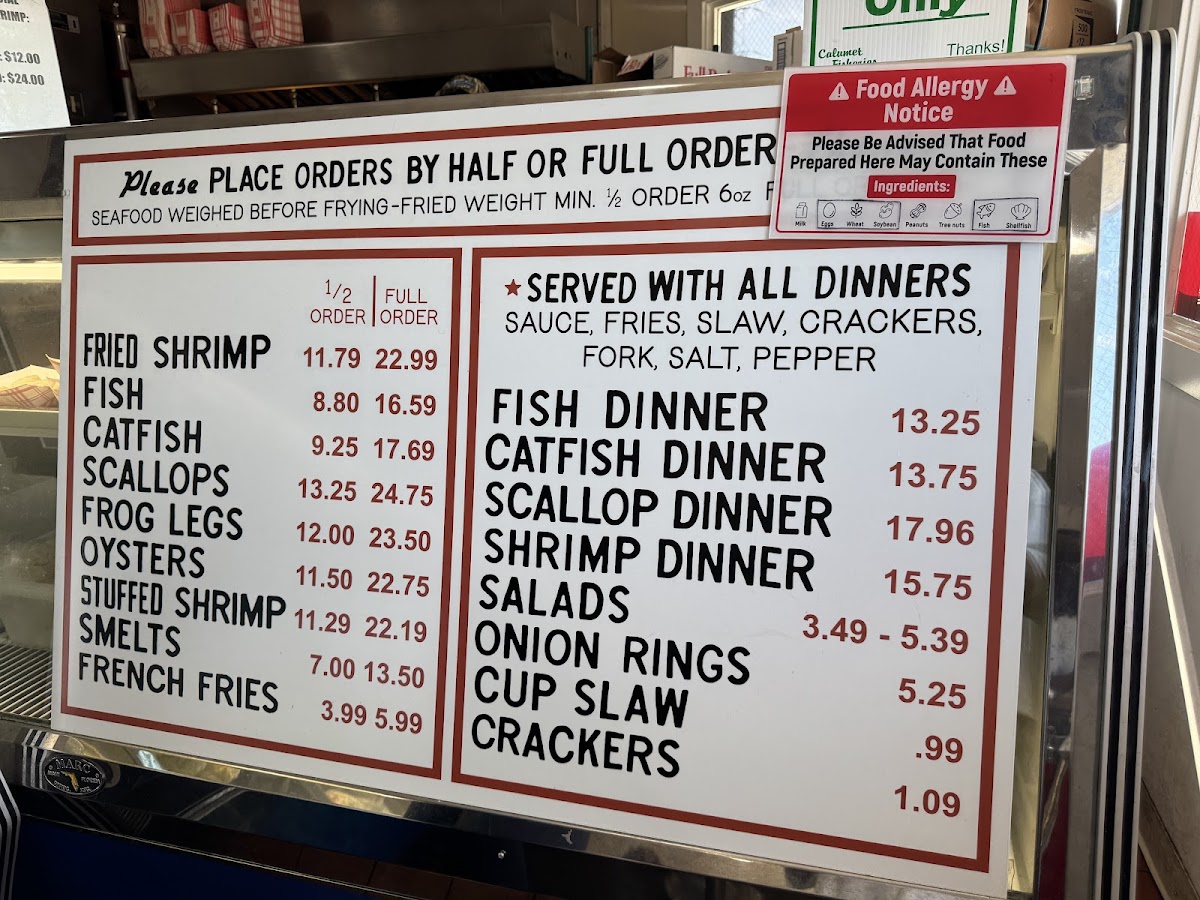 RIMP:
: $12.00
: $24.00
Only
Calumet
Fisheries
Thanks!
Food Allergy
Notice
Please Be Advised That Food
Prepared Here May Contain These
Ingredients:
Milk Eggs Wheat Soybean Peanuts Tree nuts Fish Shellfish
Please PLACE ORDERS BY HALF OR FULL ORDER
SEAFOOD WEIGHED BEFORE FRYING-FRIED WEIGHT MIN. ½ ORDER 6oz
1/2 ORDER | FULL ORDER
FRIED SHRIMP 11.79 22.99
FISH 8.80 16.59
CATFISH 9.25 17.69
SCALLOPS 13.25 24.75
FROG LEGS 12.00 23.50
OYSTERS 11.50 22.75
STUFFED SHRIMP 11.29 22.19
SMELTS 7.00 13.50
FRENCH FRIES 3.99 5.99
★SERVED WITH ALL DINNERS
SAUCE, FRIES, SLAW, CRACKERS,
FORK, SALT, PEPPER
FISH DINNER 13.25
CATFISH DINNER 13.75
SCALLOP DINNER 17.96
SHRIMP DINNER 15.75
SALADS 3.49 - 5.39
ONION RINGS 5.25
CUP SLAW .99
CRACKERS 1.09
MARC